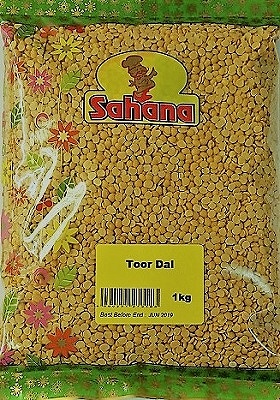 Sahana
Toor Dal
1kg
Best Before End : JUN 2019